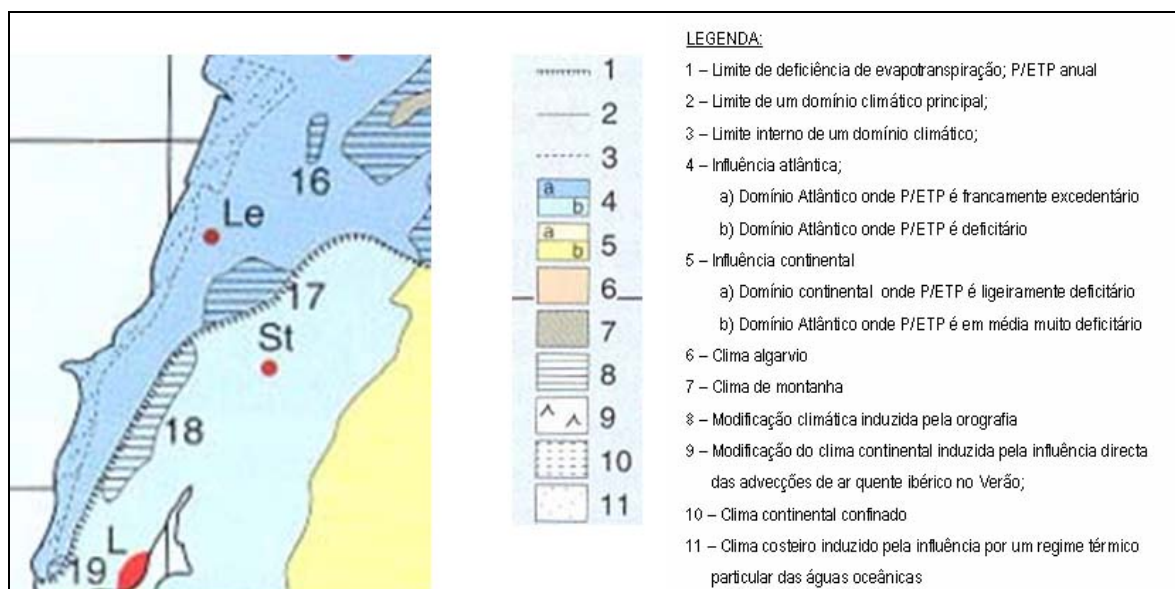 16
Le
17
St
18
L
19
1
2
3
a
b
4
a
b
5
6
7
8
9
10
11
LEGENDA:
1 – Limite de deficiência de evapotranspiração; P/ETP anual
2 – Limite de um domínio climático principal;
3 – Limite interno de um domínio climático;
4 – Influência atlântica;
a) Domínio Atlântico onde P/ETP é francamente excedentário
b) Domínio Atlântico onde P/ETP é deficitário
5 – Influência continental
a) Domínio continental onde P/ETP é ligeiramente deficitário
b) Domínio Atlântico onde P/ETP é em média muito deficitário
6 – Clima algarvio
7 – Clima de montanha
8 – Modificação climática induzida pela orografia
9 – Modificação do clima continental induzida pela influência directa
das advecções de ar quente ibérico no Verão;
10 – Clima continental confinado
11 – Clima costeiro induzido pela influência por um regime térmico
particular das águas oceânicas